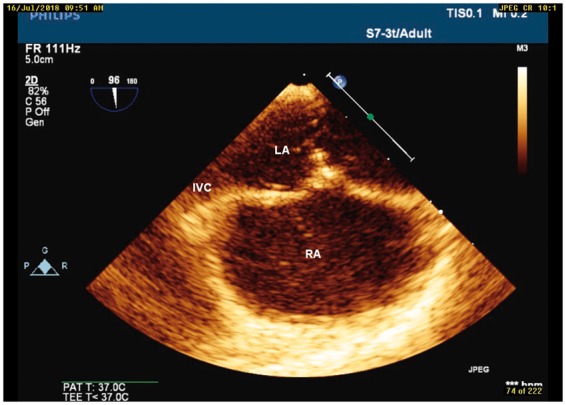 16/Jul/2018 09:51 AM
JPEG CR 10:1
PHILIPS
TIS0.1 MI 0.2
S7-3t/Adult
FR 111Hz
5.0cm
M3
2D
82%
C 56
P Off
Gen
0 96 180
LA
IVC
RA
G
P R
JPEG
PAT T: 37.0C
TEE T< 37.0C
*** bpm
74 of 222